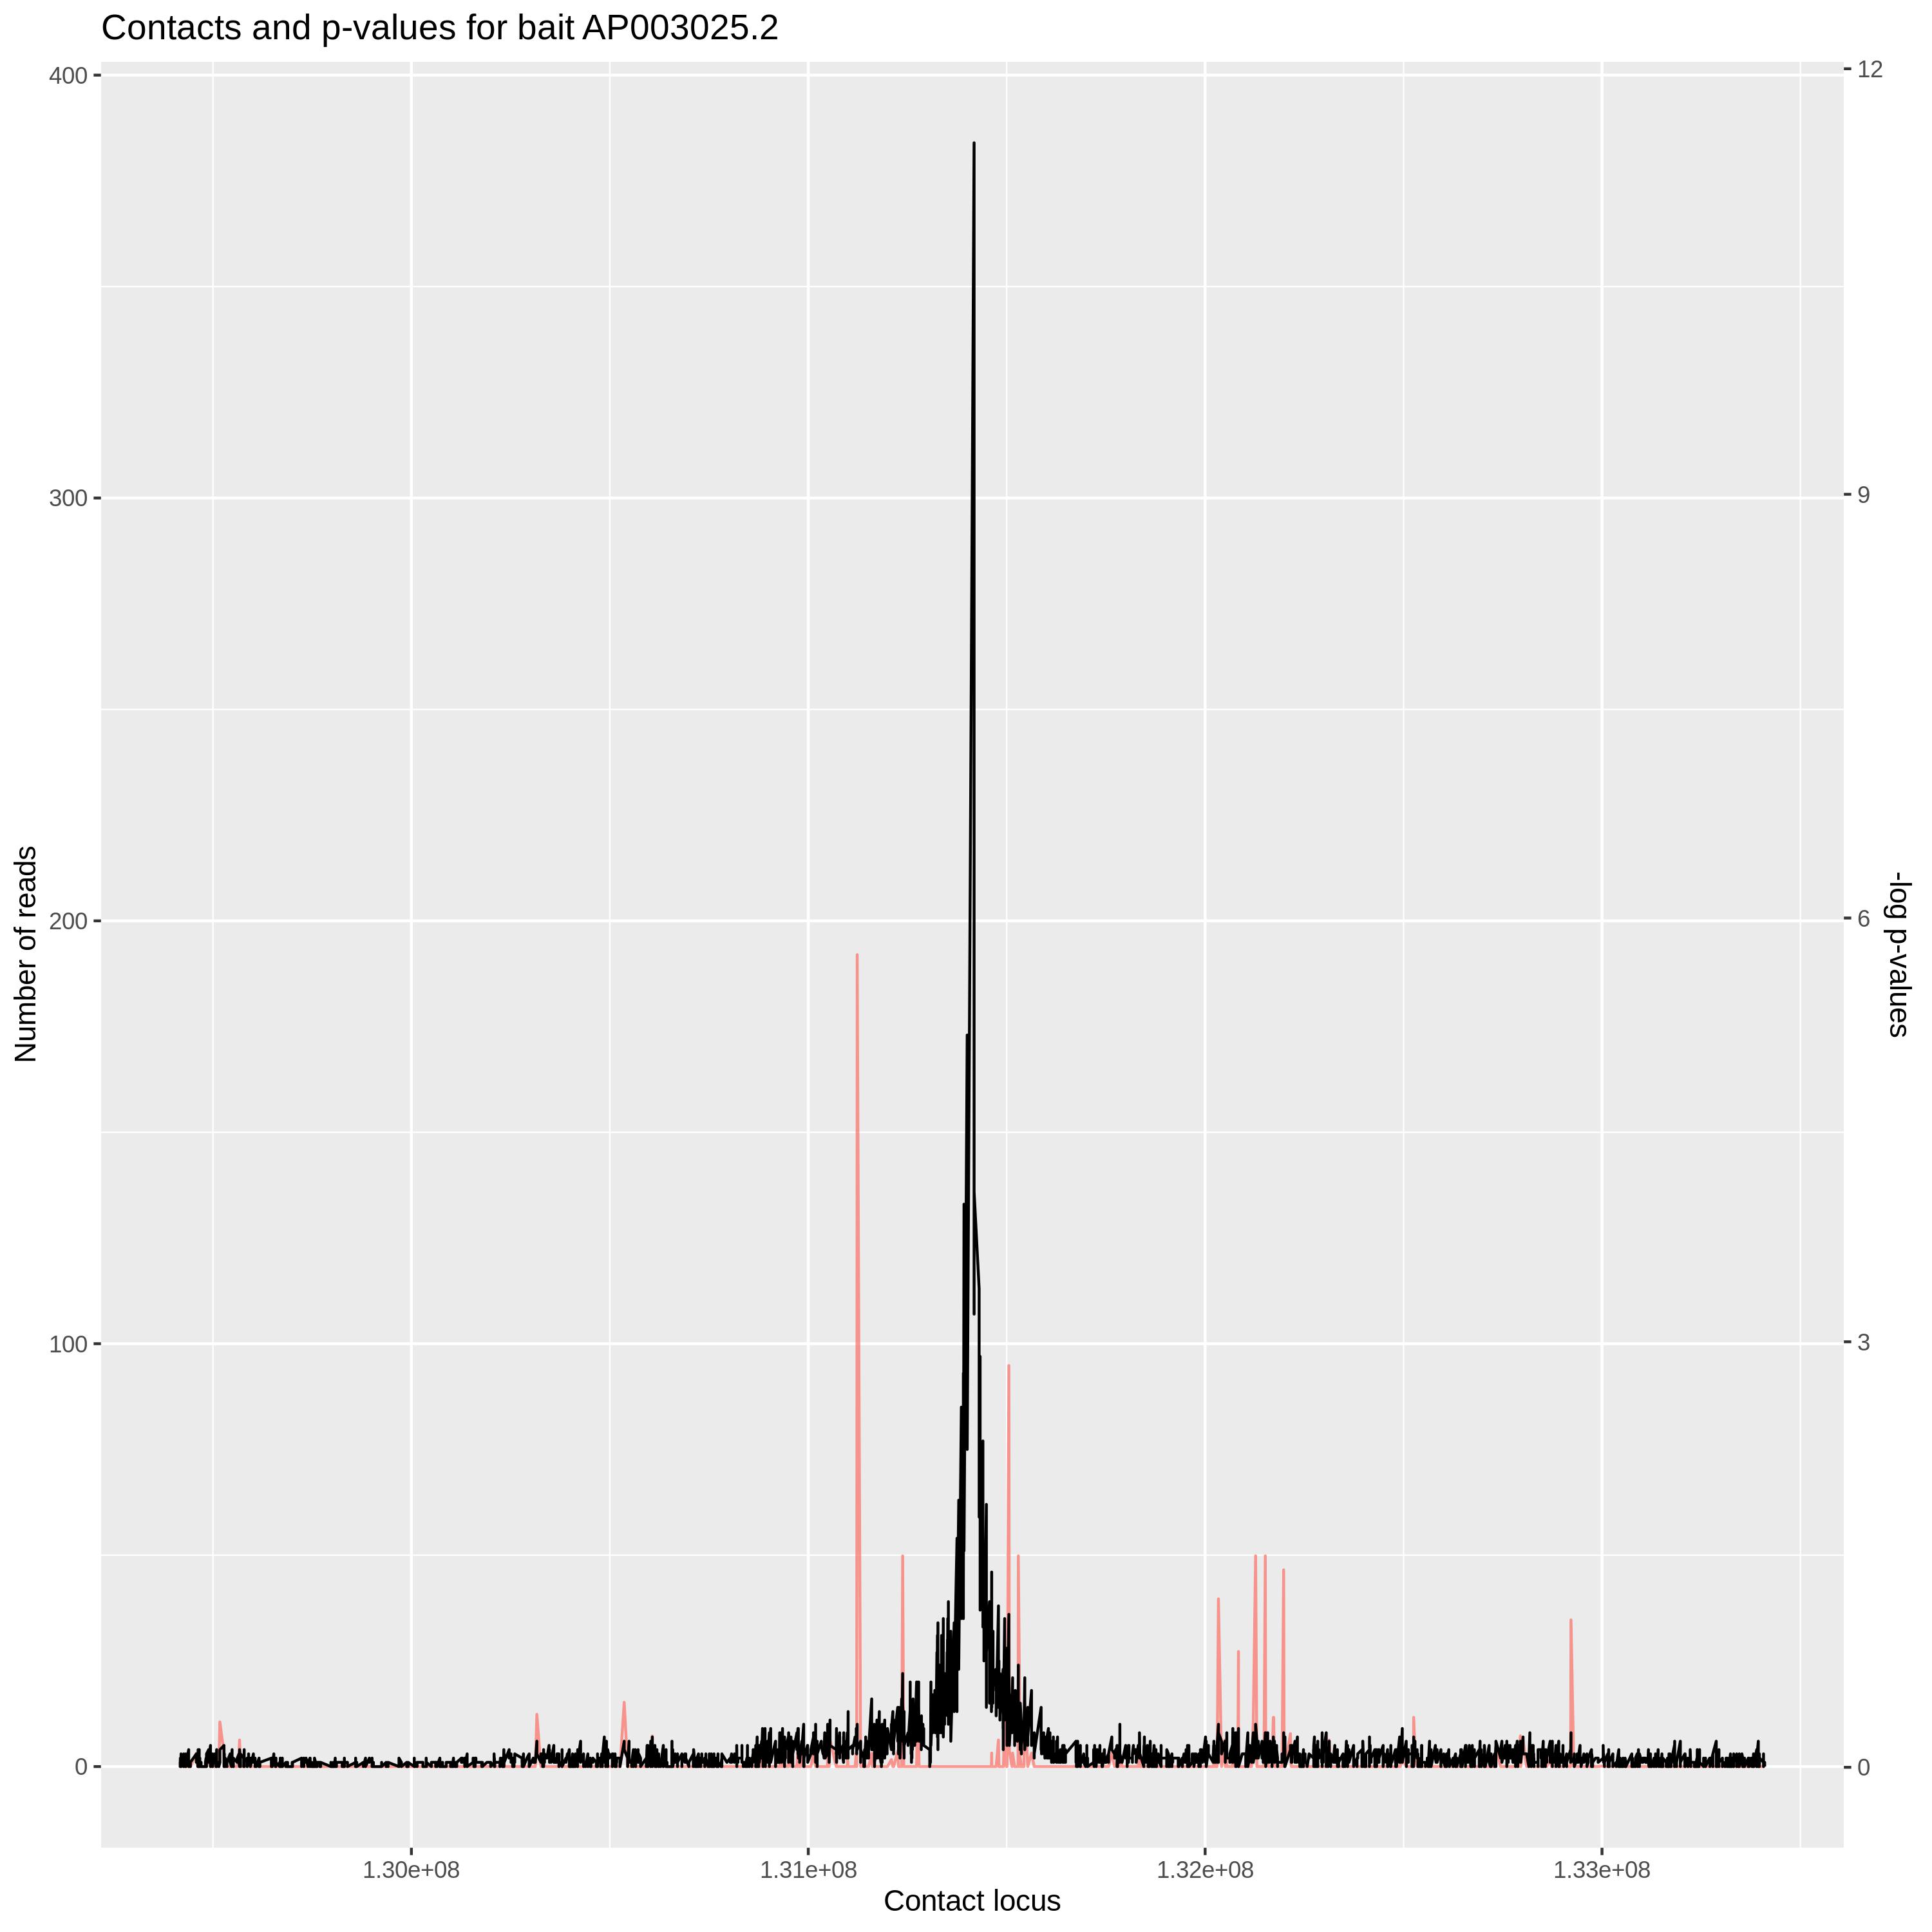 Contacts and p-values for bait AP003025.2
400
300
200
100
0
Number of reads
12
9
6
3
0
-log p-values
1.30e+08
1.31e+08
1.32e+08
1.33e+08
Contact locus